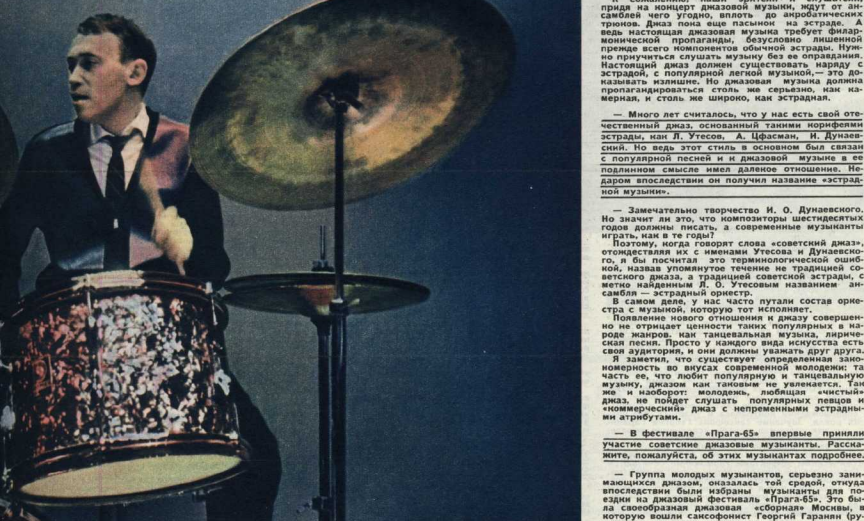 придя на концерт джазовой музыки, ждут от ан-
самблей чего угодно, вплоть до акробатических
трюков. Джаз пока еще пасынок на эстраде. А
ведь настоящая джазовая музыка требует филар-
монической пропаганды, безусловно лишенной
прежде всего компонентов обычной эстрады. Нуж-
но приучиться слушать музыку без ее оправдания.
Настоящий джаз должен существовать наряду с
эстрадой, с популярной легкой музыкой,— это до-
казывать излишне. Но джазовая музыка должна
пропагандироваться столь же серьезно, как ка-
мерная, и столь же широко, как эстрадная.
— Много лет считалось, что у нас есть свой оте-
чественный джаз, основанный такими корифеями
эстрады, как Л. Утесов, А. Цфасман, И. Дунаев-
ский. Но ведь этот стиль в основном был связан
с популярной песней и к джазовой музыке в ее
подлинном смысле имел далекое отношение. Не-
даром впоследствии он получил название «эстрад-
ной музыки».
— Замечательно творчество И. О. Дунаевского.
Но значит ли это, что композиторы шестидесятых
годов должны писать, а современные музыканты
играть, как в те годы?
Поэтому, когда говорят слова «советский джаз»,
отождествляя их с именами Утесова и Дунаевско-
го, я бы посчитал это терминологической ошиб-
кой, назвав упомянутое течение не традицией со-
ветского джаза, а традицией советской эстрады, с
метко найденным Л. О. Утесовым названием ан-
самбля — эстрадный оркестр.
В самом деле, у нас часто путали состав орке-
стра с музыкой, которую тот исполняет.
Появление нового отношения к джазу совершен-
но не отрицает ценности таких популярных в на-
роде жанров, как танцевальная музыка, лириче-
ская песня. Просто у каждого вида искусства есть
своя аудитория, и они должны уважать друг друга.
Я заметил, что существует определенная зако-
номерность во вкусах современной молодежи: та
часть ее, что любит популярную и танцевальную
музыку, джазом как таковым не увлекается. Так
же и наоборот: молодежь, любящая «чистый»
джаз, не пойдет слушать популярных певцов и
«коммерческий» джаз с непременными эстрадны-
ми атрибутами.
— В фестивале «Прага-65» впервые приняли
участие советские джазовые музыканты. Расска-
жите, пожалуйста, об этих музыкантах подробнее.
— Группа молодых музыкантов, серьезно зани-
мающихся джазом, оказалась той средой, откуда
впоследствии были избраны музыканты для по-
ездки на джазовый фестиваль «Прага-65». Это бы-
ла своеобразная джазовая «сборная» Москвы, в
которую вошли саксофонист Георгий Гаранян (ру-